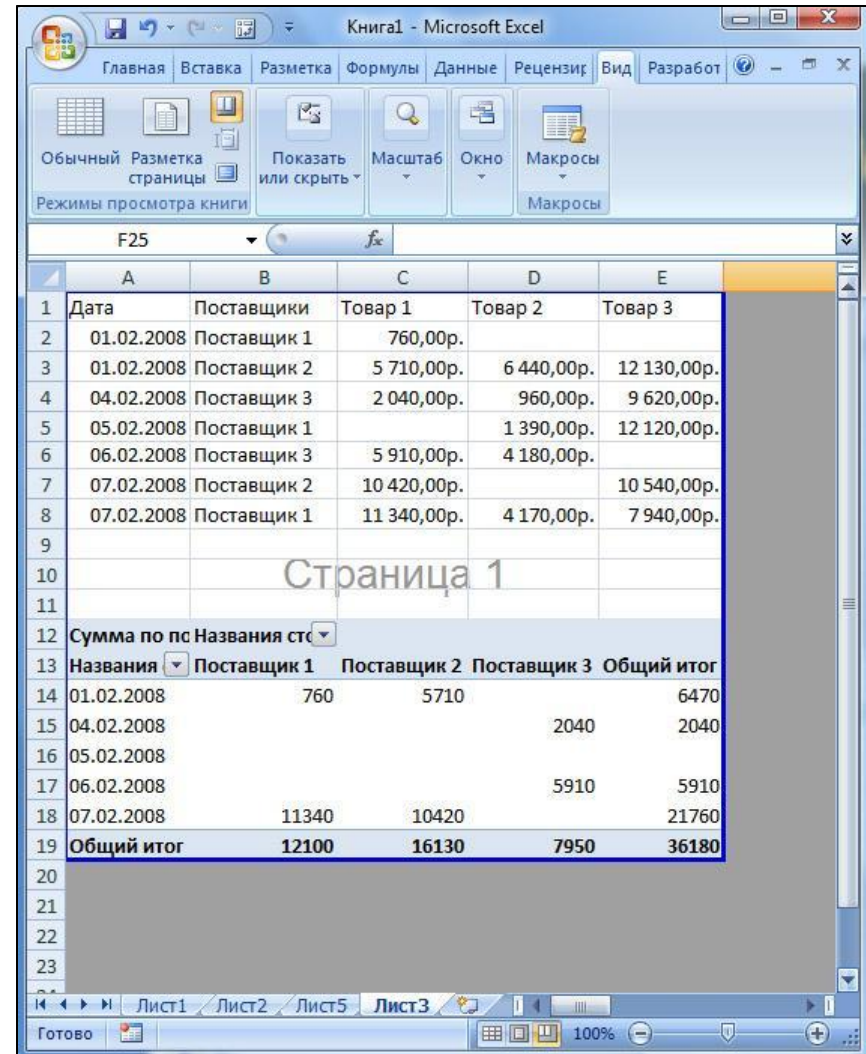 Книга1 - Microsoft Excel
Главная Вставка Разметка Формулы Данные Рецензир Вид Разработ
Обычный Разметка страницы Показать или скрыть Масштаб Окно Макросы
Режимы просмотра книги Макросы
F25 fx
A B C D E
1 Дата Поставщики Товар 1 Товар 2 Товар 3
2 01.02.2008 Поставщик 1 760,00р.
3 01.02.2008 Поставщик 2 5 710,00р. 6 440,00р. 12 130,00р.
4 04.02.2008 Поставщик 3 2 040,00р. 960,00р. 9 620,00р.
5 05.02.2008 Поставщик 1 1 390,00р. 12 120,00р.
6 06.02.2008 Поставщик 3 5 910,00р. 4 180,00р.
7 07.02.2008 Поставщик 2 10 420,00р. 10 540,00р.
8 07.02.2008 Поставщик 1 11 340,00р. 4 170,00р. 7 940,00р.
9
10 Страница 1
11
12 Сумма по по Названия сто
13 Названия Поставщик 1 Поставщик 2 Поставщик 3 Общий итог
14 01.02.2008 760 5710 6470
15 04.02.2008 2040 2040
16 05.02.2008
17 06.02.2008 5910 5910
18 07.02.2008 11340 10420 21760
19 Общий итог 12100 16130 7950 36180
20
21
22
23
Лист1 Лист2 Лист5 Лист3
Готово 100%